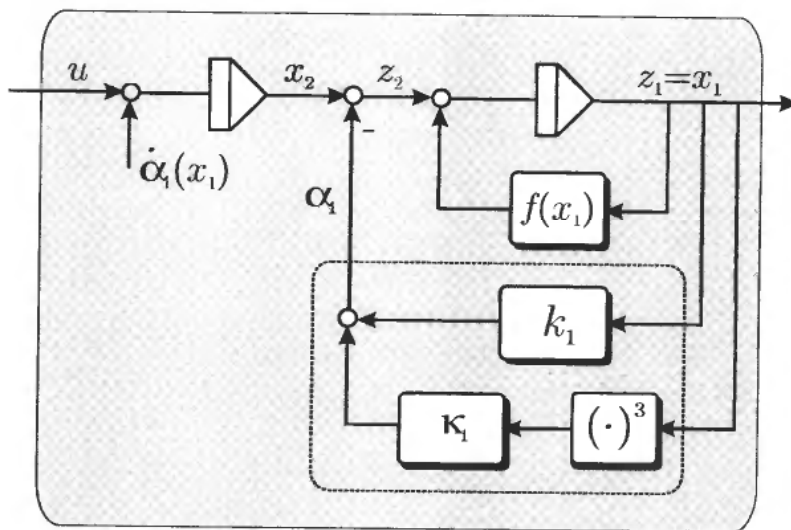 u
x₂
z₂
z₁=x₁
α̇₁(x₁)
-
α₁
f(x₁)
k₁
κ₁
(·)³